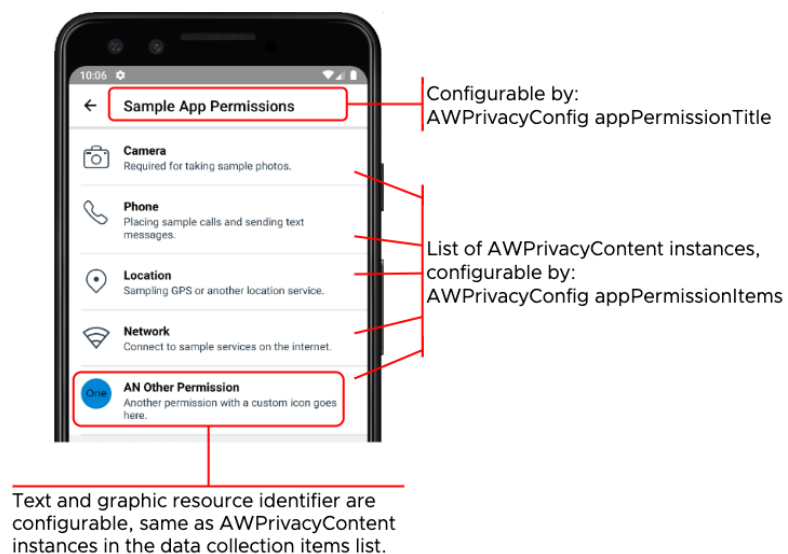 10:06
Sample App Permissions
Configurable by:
AWPrivacyConfig appPermissionTitle
Camera
Required for taking sample photos.
Phone
Placing sample calls and sending text
messages.
Location
Sampling GPS or another location service.
Network
Connect to sample services on the internet.
List of AWPrivacyContent instances,
configurable by:
AWPrivacyConfig appPermissionItems
One
AN Other Permission
Another permission with a custom icon goes
here.
Text and graphic resource identifier are
configurable, same as AWPrivacyContent
instances in the data collection items list.